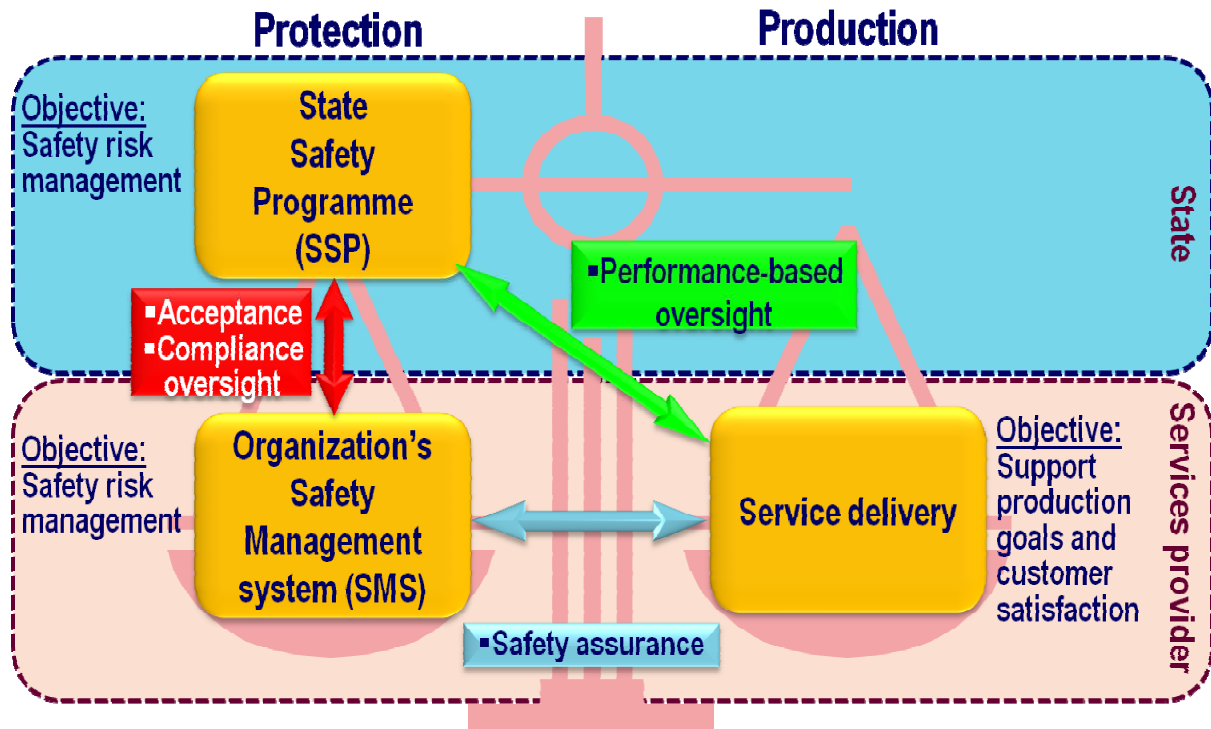 Protection
Production
Objective:
Safety risk
management
State
Safety
Programme
(SSP)
State
▪Performance-based
oversight
▪Acceptance
▪Compliance
oversight
Objective:
Safety risk
management
Organization’s
Safety
Management
system (SMS)
Service delivery
Objective:
Support
production
goals and
customer
satisfaction
Services provider
▪Safety assurance